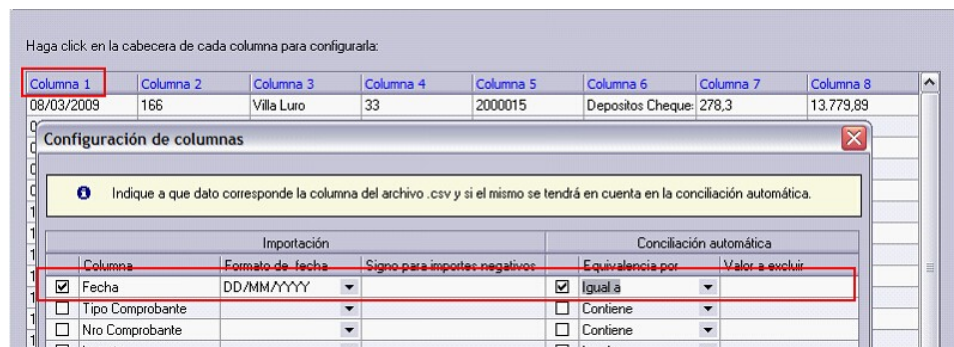 Haga click en la cabecera de cada columna para configurarla:
Columna 1 Columna 2 Columna 3 Columna 4 Columna 5 Columna 6 Columna 7 Columna 8
08/03/2009 166 Villa Luro 33 2000015 Depositos Cheque: 278,3 13.779,89
Configuración de columnas
Indique a que dato corresponde la columna del archivo .csv y si el mismo se tendrá en cuenta en la conciliación automática.
Importación Conciliación automática
Columna Formato de fecha Signo para importes negativos Equivalencia por Valor a excluir
Fecha DD/MM/YYYY Igual a
Tipo Comprobante Contiene
Nro Comprobante Contiene